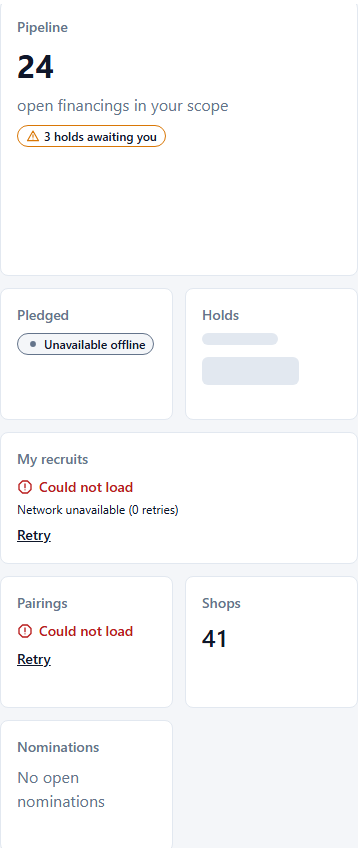 Pipeline
24
open financings in your scope
3 holds awaiting you
Pledged
Unavailable offline
Holds
My recruits
Could not load
Network unavailable (0 retries)
Retry
Pairings
Could not load
Retry
Shops
41
Nominations
No open
nominations